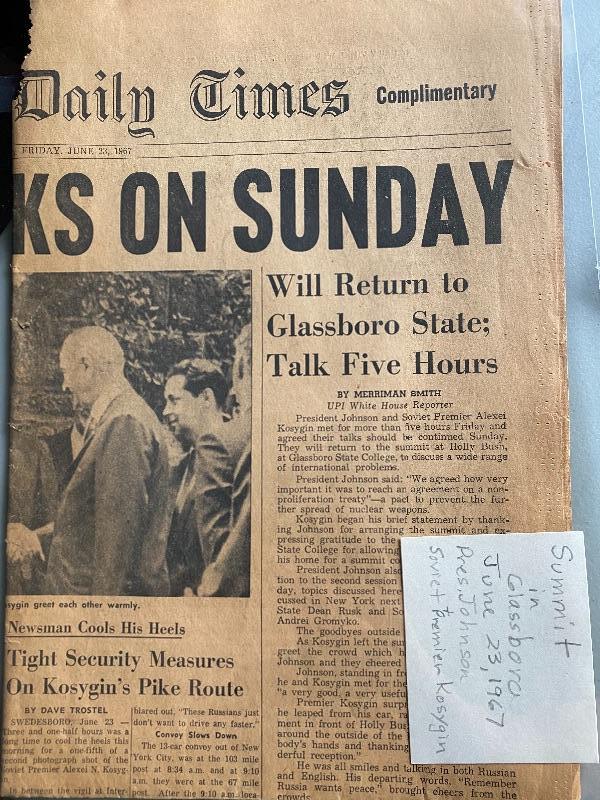 Daily Times
Complimentary
FRIDAY, JUNE 23, 1967
KS ON SUNDAY
Will Return to
Glassboro State;
Talk Five Hours
BY MERRIMAN SMITH
UPI White House Reporter
President Johnson and Soviet Premier Alexei
Kosygin met for more than five hours Friday and
agreed their talks should be continued Sunday.
They will return to the summit at Holly Bush,
at Glassboro State College, to discuss a wide range
of international problems.
President Johnson said: "We agreed how very
important it was to reach an agreement on a non-
proliferation treaty"—a pact to prevent the fur-
ther spread of nuclear weapons.
Kosygin began his brief statement by thank-
ing Johnson for arranging the summit and ex-
pressing gratitude to the
State College for allowing
his home for a summit co
President Johnson also
tion to the second session
day, topics discussed here
cussed in New York next
State Dean Rusk and So
Andrei Gromyko.
The goodbyes outside
As Kosygin left the su
greet the crowd which h
Johnson and they cheered
Johnson, standing in fr
he and Kosygin met for the
"a very good, a very usefu
Premier Kosygin surp
he leaped from his car, ra
ment in front of Holly Bus
around the outside of the
body's hands and thanking
derful reception."
He was all smiles and talking in both Russian
and English. His departing words, "Remember
Russia wants peace," brought cheers from the
crowds.
sygin greet each other warmly.
Newsman Cools His Heels
Tight Security Measures
On Kosygin's Pike Route
BY DAVE TROSTEL
SWEDESBORO, June 23 —
Three and one-half hours was a
long time to cool the heels this
morning for a one-fifth of a
second photograph shot of the
Soviet Premier Alexei N. Kosyg-
in between the vigil at Inter-
blared out, "These Russians just
don't want to drive any faster."
Convoy Slows Down
The 13-car convoy out of New
York City, was at the 103 mile
post at 8:34 a.m. and at 9:10
a.m. they were at the 67 mile
post. After the 9:10 a.m. loca-
Summit
in
Glassboro
June 23, 1967
Pres Johnson
Soviet Premier Kosygin